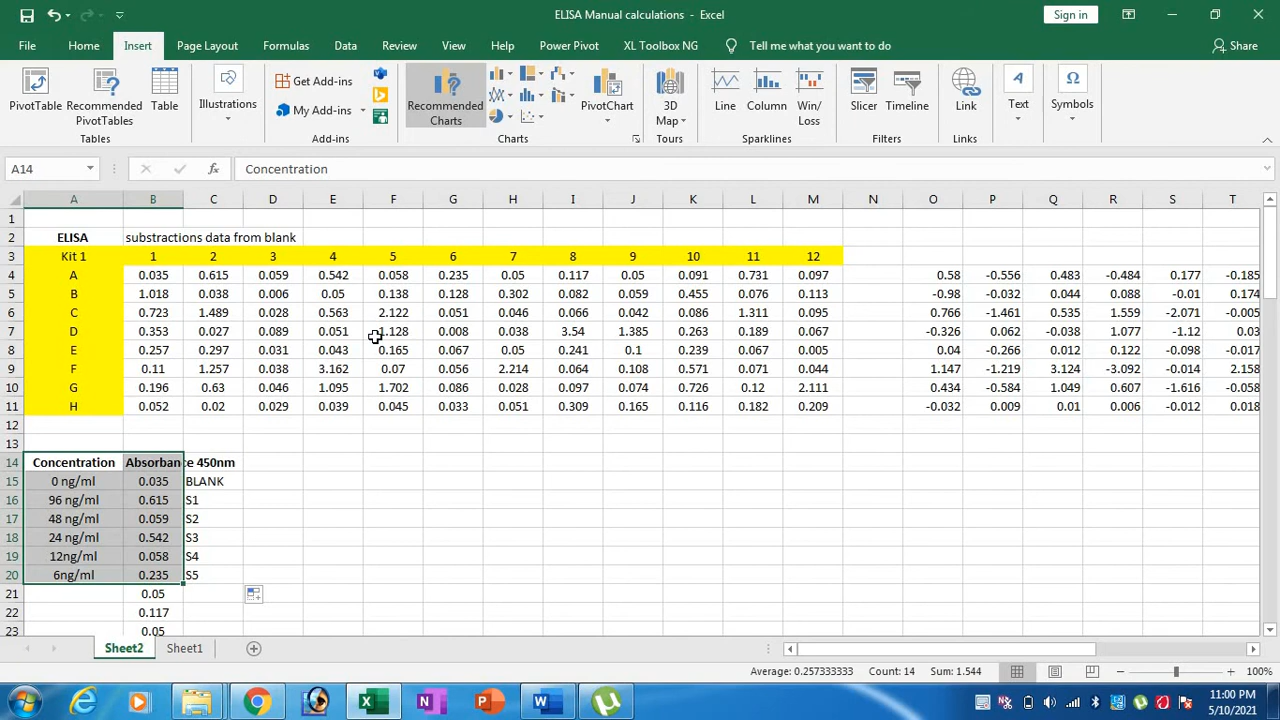 ELISA Manual calculations - Excel
Sign in
File Home Insert Page Layout Formulas Data Review View Help Power Pivot XL Toolbox NG Tell me what you want to do Share
PivotTable Recommended PivotTables Table
Illustrations
Get Add-ins
My Add-ins
Recommended Charts
PivotChart
3D Map
Line Column Win/Loss
Slicer Timeline
Link
Text
Symbols
Tables Add-ins Charts Tours Sparklines Filters Links
A14 fx Concentration
A B C D E F G H I J K L M N O P Q R S T
1
2 ELISA substractions data from blank
3 Kit 1 1 2 3 4 5 6 7 8 9 10 11 12
4 A 0.035 0.615 0.059 0.542 0.058 0.235 0.05 0.117 0.05 0.091 0.731 0.097 0.58 -0.556 0.483 -0.484 0.177 -0.185
5 B 1.018 0.038 0.006 0.05 0.138 0.128 0.302 0.082 0.059 0.455 0.076 0.113 -0.98 -0.032 0.044 0.088 -0.01 0.174
6 C 0.723 1.489 0.028 0.563 2.122 0.051 0.046 0.066 0.042 0.086 1.311 0.095 0.766 -1.461 0.535 1.559 -2.071 -0.005
7 D 0.353 0.027 0.089 0.051 1.128 0.008 0.038 3.54 1.385 0.263 0.189 0.067 -0.326 0.062 -0.038 1.077 -1.12 0.03
8 E 0.257 0.297 0.031 0.043 0.165 0.067 0.05 0.241 0.1 0.239 0.067 0.005 0.04 -0.266 0.012 0.122 -0.098 -0.017
9 F 0.11 1.257 0.038 3.162 0.07 0.056 2.214 0.064 0.108 0.571 0.071 0.044 1.147 -1.219 3.124 -3.092 -0.014 2.158
10 G 0.196 0.63 0.046 1.095 1.702 0.086 0.028 0.097 0.074 0.726 0.12 2.111 0.434 -0.584 1.049 0.607 -1.616 -0.058
11 H 0.052 0.02 0.029 0.039 0.045 0.033 0.051 0.309 0.165 0.116 0.182 0.209 -0.032 0.009 0.01 0.006 -0.012 0.018
12
13
14 Concentration Absorbance 450nm
15 0 ng/ml 0.035 BLANK
16 96 ng/ml 0.615 S1
17 48 ng/ml 0.059 S2
18 24 ng/ml 0.542 S3
19 12ng/ml 0.058 S4
20 6ng/ml 0.235 S5
21 0.05
22 0.117
23 0.05
Sheet2 Sheet1
Average: 0.257333333 Count: 14 Sum: 1.544 100%
11:00 PM
5/10/2021